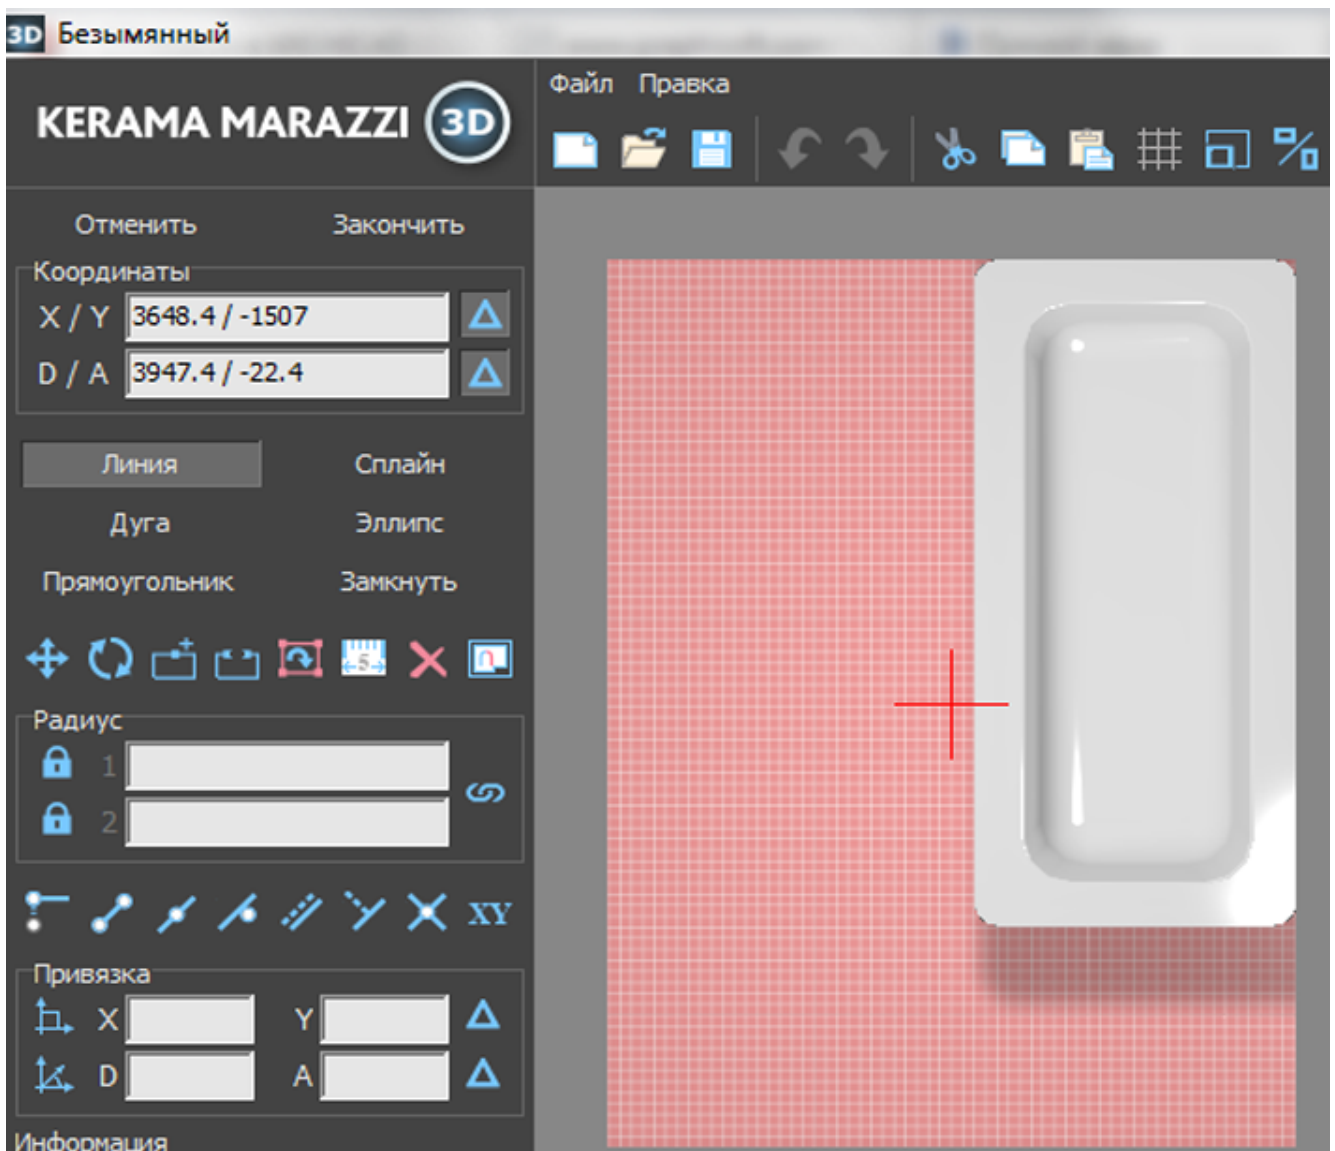 3D Безымянный
KERAMA MARAZZI 3D
Файл Правка
Отменить Закончить
Координаты
X / Y 3648.4 / -1507
D / A 3947.4 / -22.4
Линия Сплайн
Дуга Эллипс
Прямоугольник Замкнуть
5
Радиус
1
2
XY
Привязка
X Y
D A
Информация